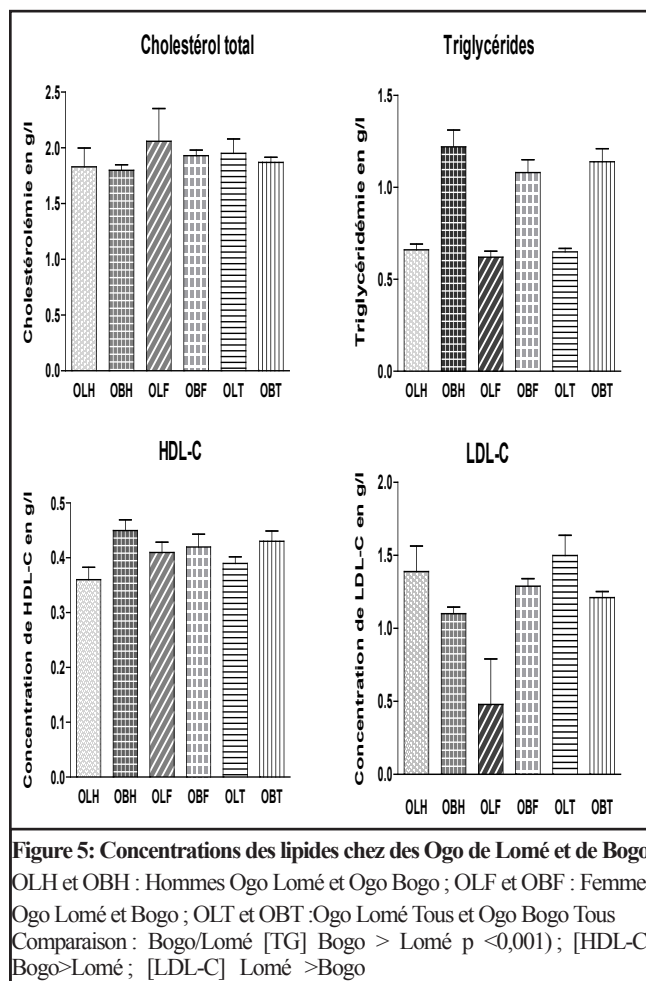 Cholestérol total
Triglycérides
Cholestérolémie en g/l
2.5
2.0
1.5
1.0
0.5
0.0
OLH OBH OLF OBF OLT OBT
Triglycéridémie en g/l
1.5
1.0
0.5
0.0
OLH OBH OLF OBF OLT OBT
HDL-C
LDL-C
Concentration de HDL-C en g/l
0.5
0.4
0.3
0.2
0.1
0.0
OLH OBH OLF OBF OLT OBT
Concentration de LDL-C en g/l
2.0
1.5
1.0
0.5
0.0
OLH OBH OLF OBF OLT OBT
Figure 5: Concentrations des lipides chez des Ogo de Lomé et de Bogo
OLH et OBH : Hommes Ogo Lomé et Ogo Bogo ; OLF et OBF : Femme
Ogo Lomé et Bogo ; OLT et OBT :Ogo Lomé Tous et Ogo Bogo Tous
Comparaison : Bogo/Lomé [TG] Bogo > Lomé p <0,001) ; [HDL-C
Bogo>Lomé ; [LDL-C] Lomé >Bogo